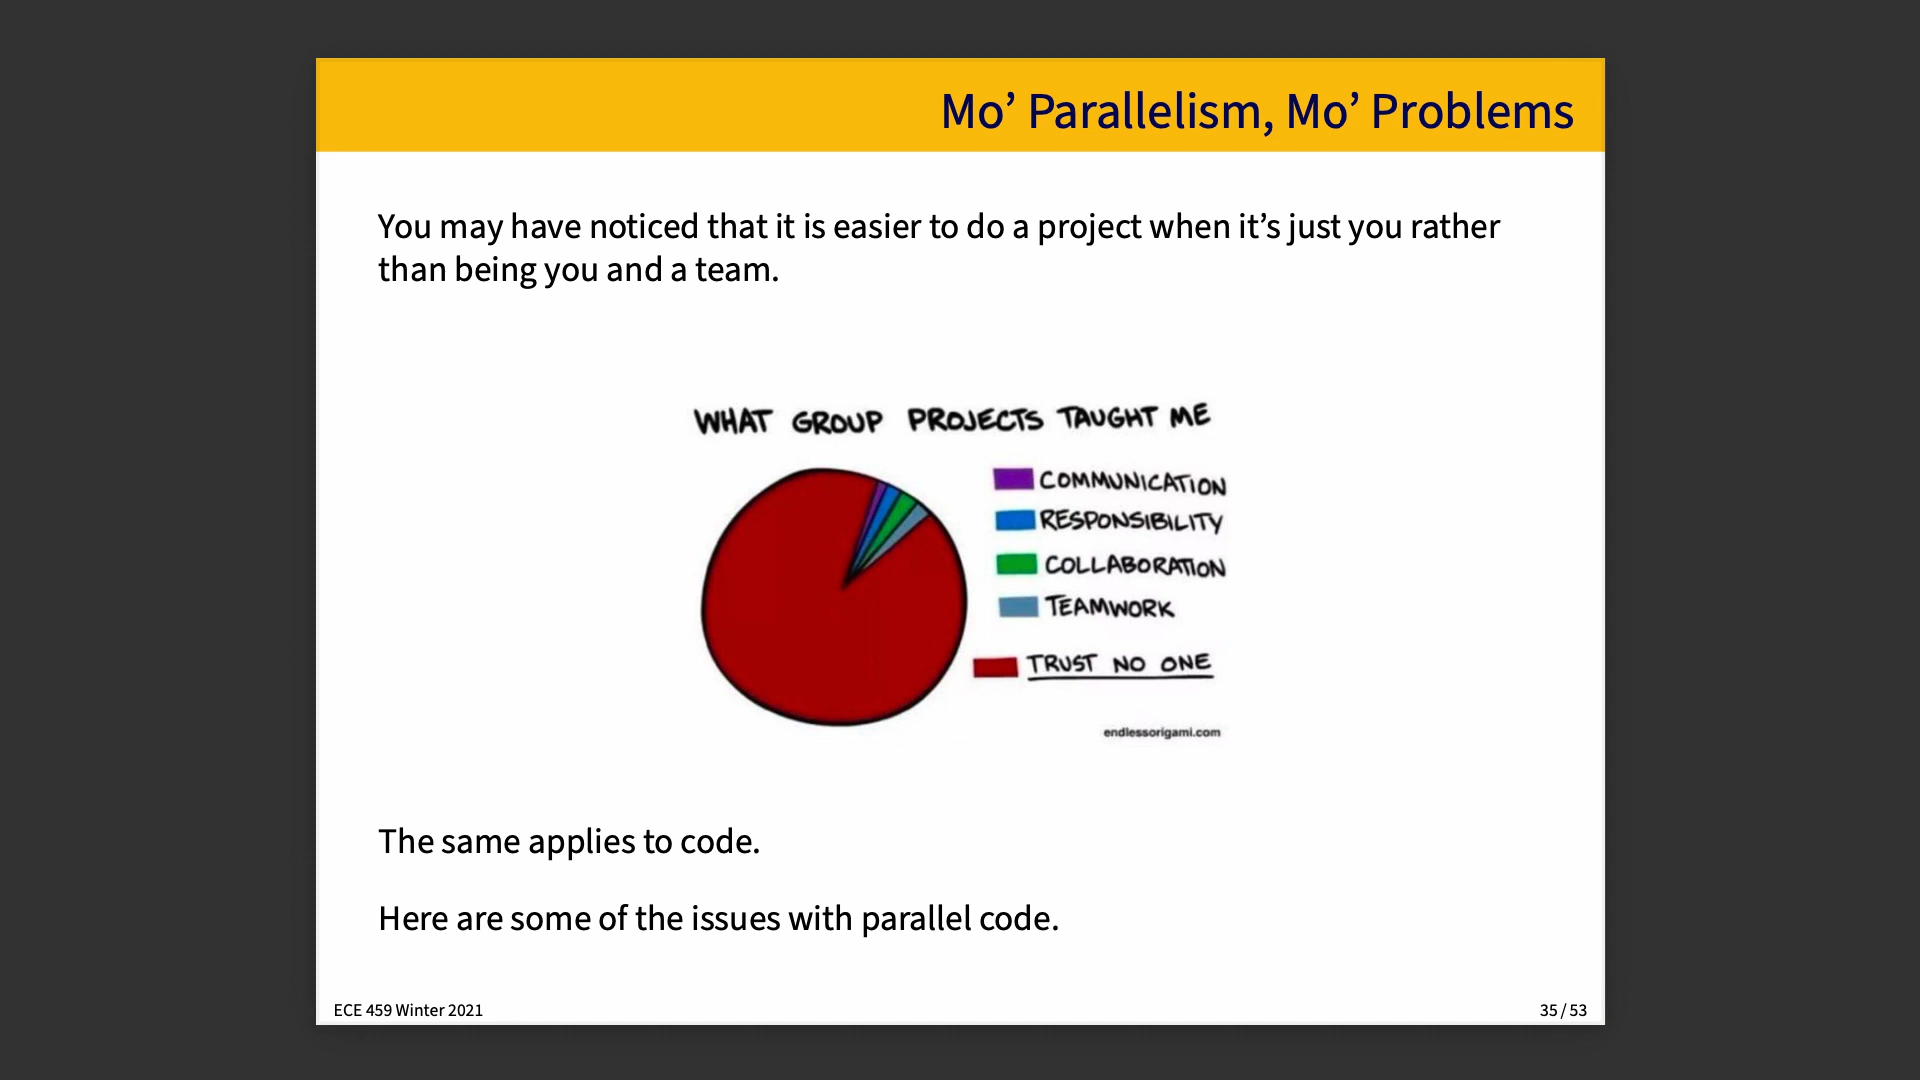 Mo’ Parallelism, Mo’ Problems
You may have noticed that it is easier to do a project when it’s just you rather
than being you and a team.
WHAT GROUP PROJECTS TAUGHT ME
COMMUNICATION
RESPONSIBILITY
COLLABORATION
TEAMWORK
TRUST NO ONE
endlessorigami.com
The same applies to code.
Here are some of the issues with parallel code.
ECE 459 Winter 2021
35 / 53